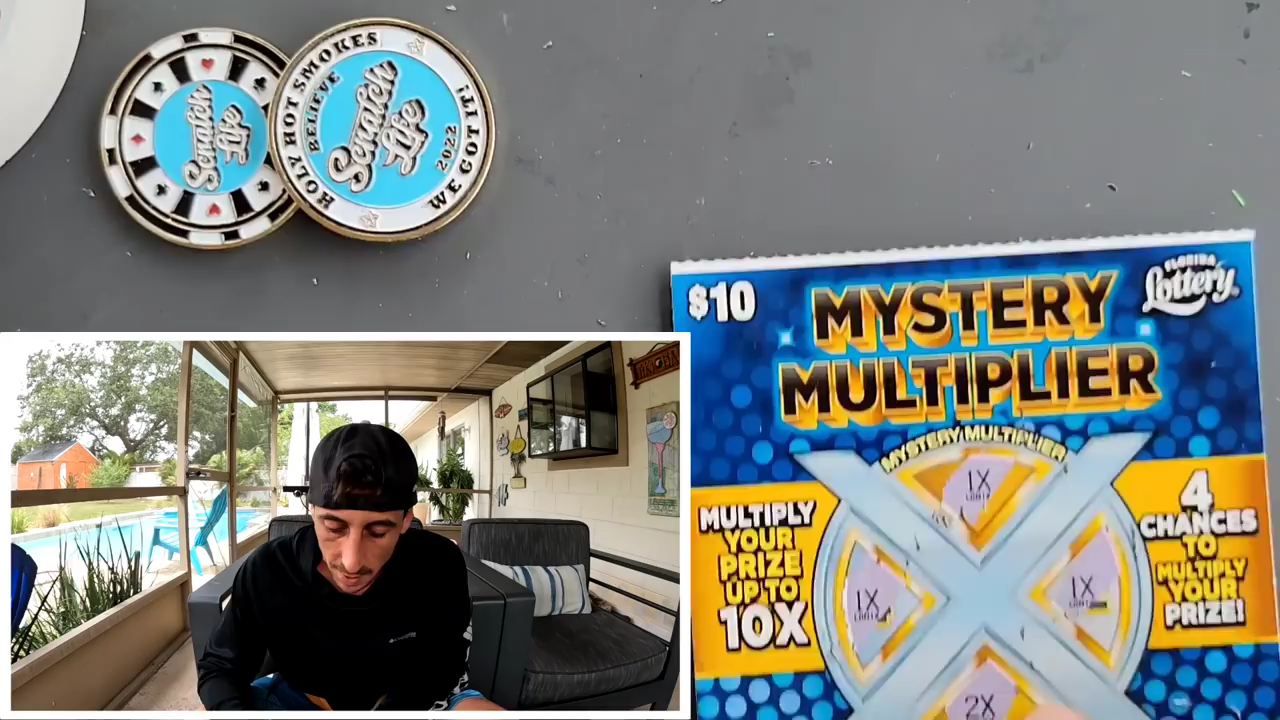 HOLY HOT SMOKES
BELIEVE
Scratch
Life
2022
WE GOT IT!
Scratch
Life
FLORIDA
Lottery
$10
MYSTERY
MULTIPLIER
MYSTERY MULTIPLIER
1X
MULTIPLY
YOUR
PRIZE
UP TO
10X
1X
1X
4
CHANCES
TO
MULTIPLY
YOUR
PRIZE!
2X